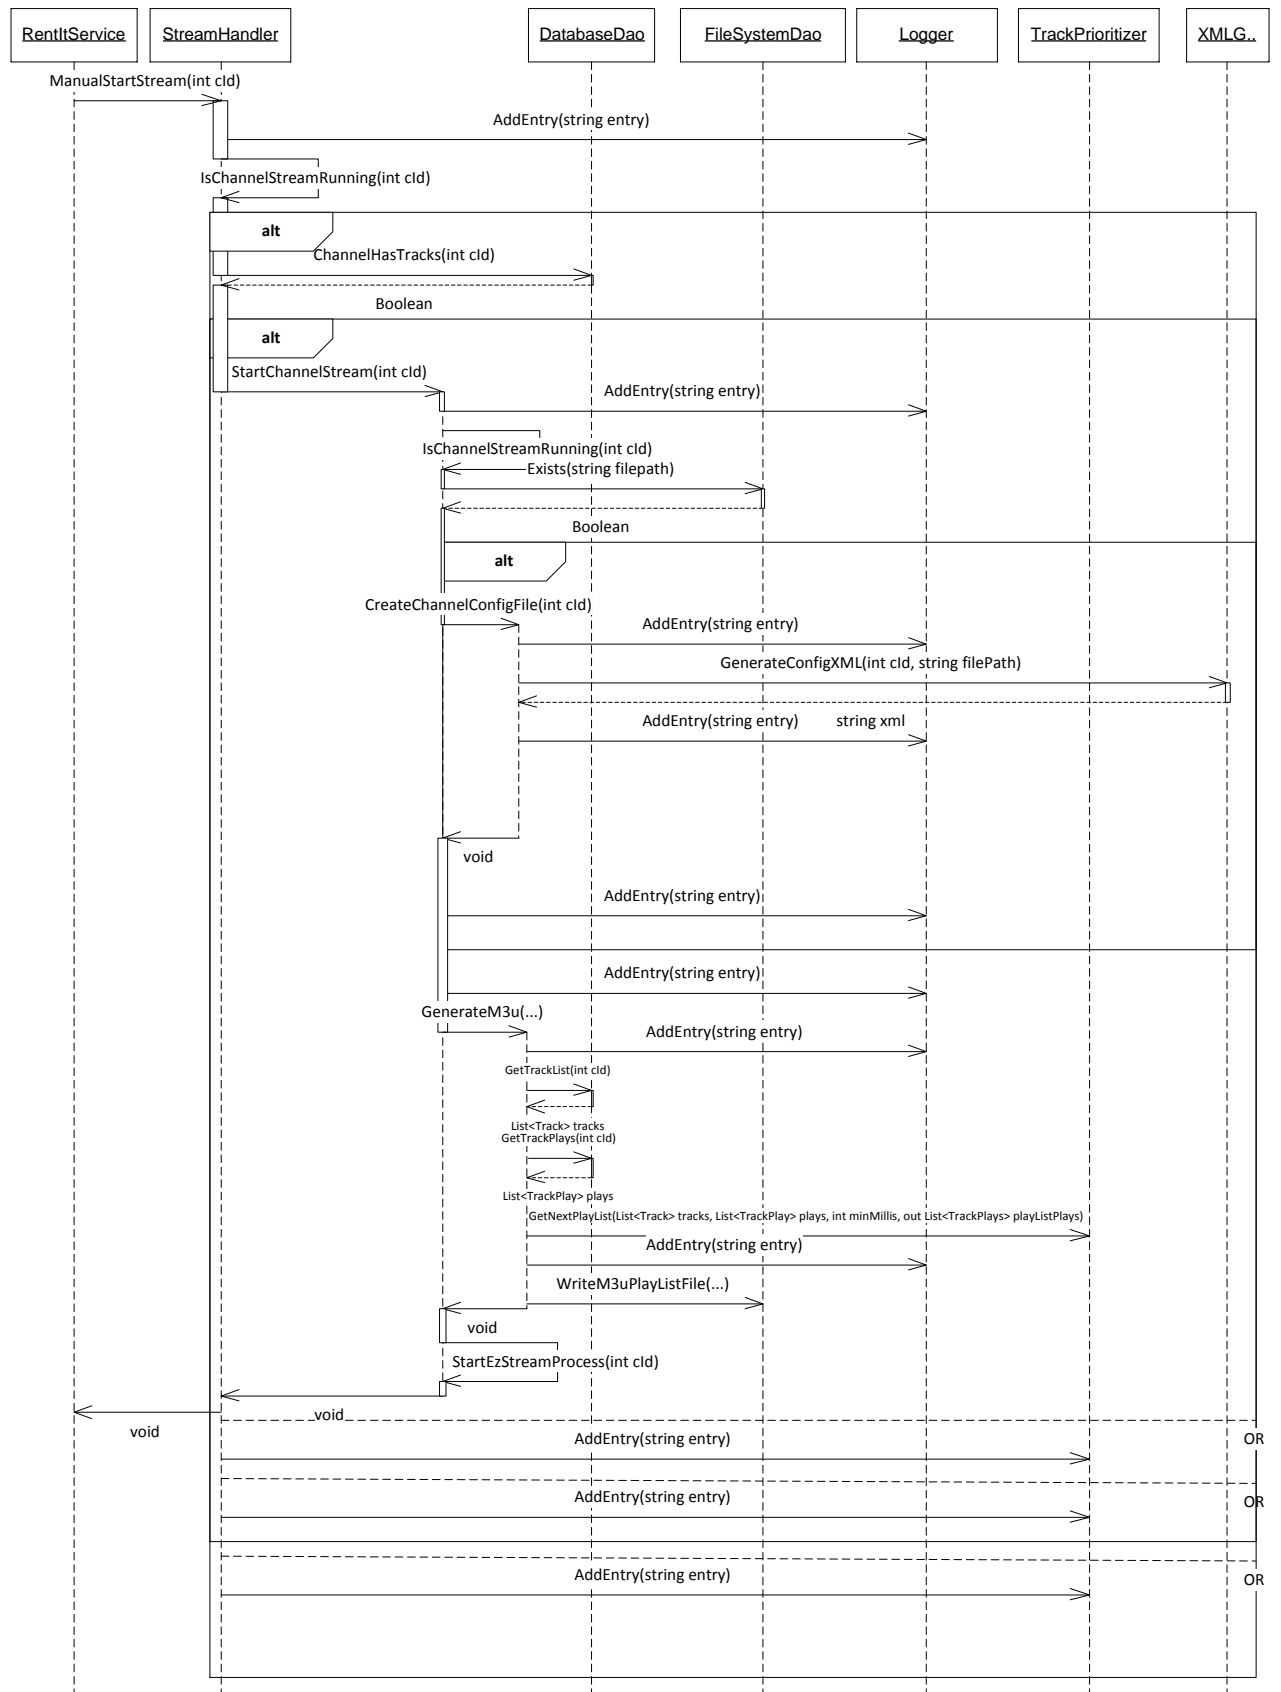 RentItService
StreamHandler
DatabaseDao
FileSystemDao
Logger
TrackPrioritizer
XMLG..
ManualStartStream(int cId)
AddEntry(string entry)
IsChannelStreamRunning(int cId)
alt
ChannelHasTracks(int cId)
Boolean
alt
StartChannelStream(int cId)
AddEntry(string entry)
IsChannelStreamRunning(int cId)
Exists(string filepath)
Boolean
alt
CreateChannelConfigFile(int cId)
AddEntry(string entry)
GenerateConfigXML(int cId, string filePath)
AddEntry(string entry)
string xml
void
AddEntry(string entry)
AddEntry(string entry)
GenerateM3u(...)
AddEntry(string entry)
GetTrackList(int cId)
List<Track> tracks
GetTrackPlays(int cId)
List<TrackPlay> plays
GetNextPlayList(List<Track> tracks, List<TrackPlay> plays, int minMillis, out List<TrackPlays> playListPlays)
AddEntry(string entry)
WriteM3uPlayListFile(...)
void
StartEzStreamProcess(int cId)
void
void
AddEntry(string entry)
OR
AddEntry(string entry)
OR
AddEntry(string entry)
OR